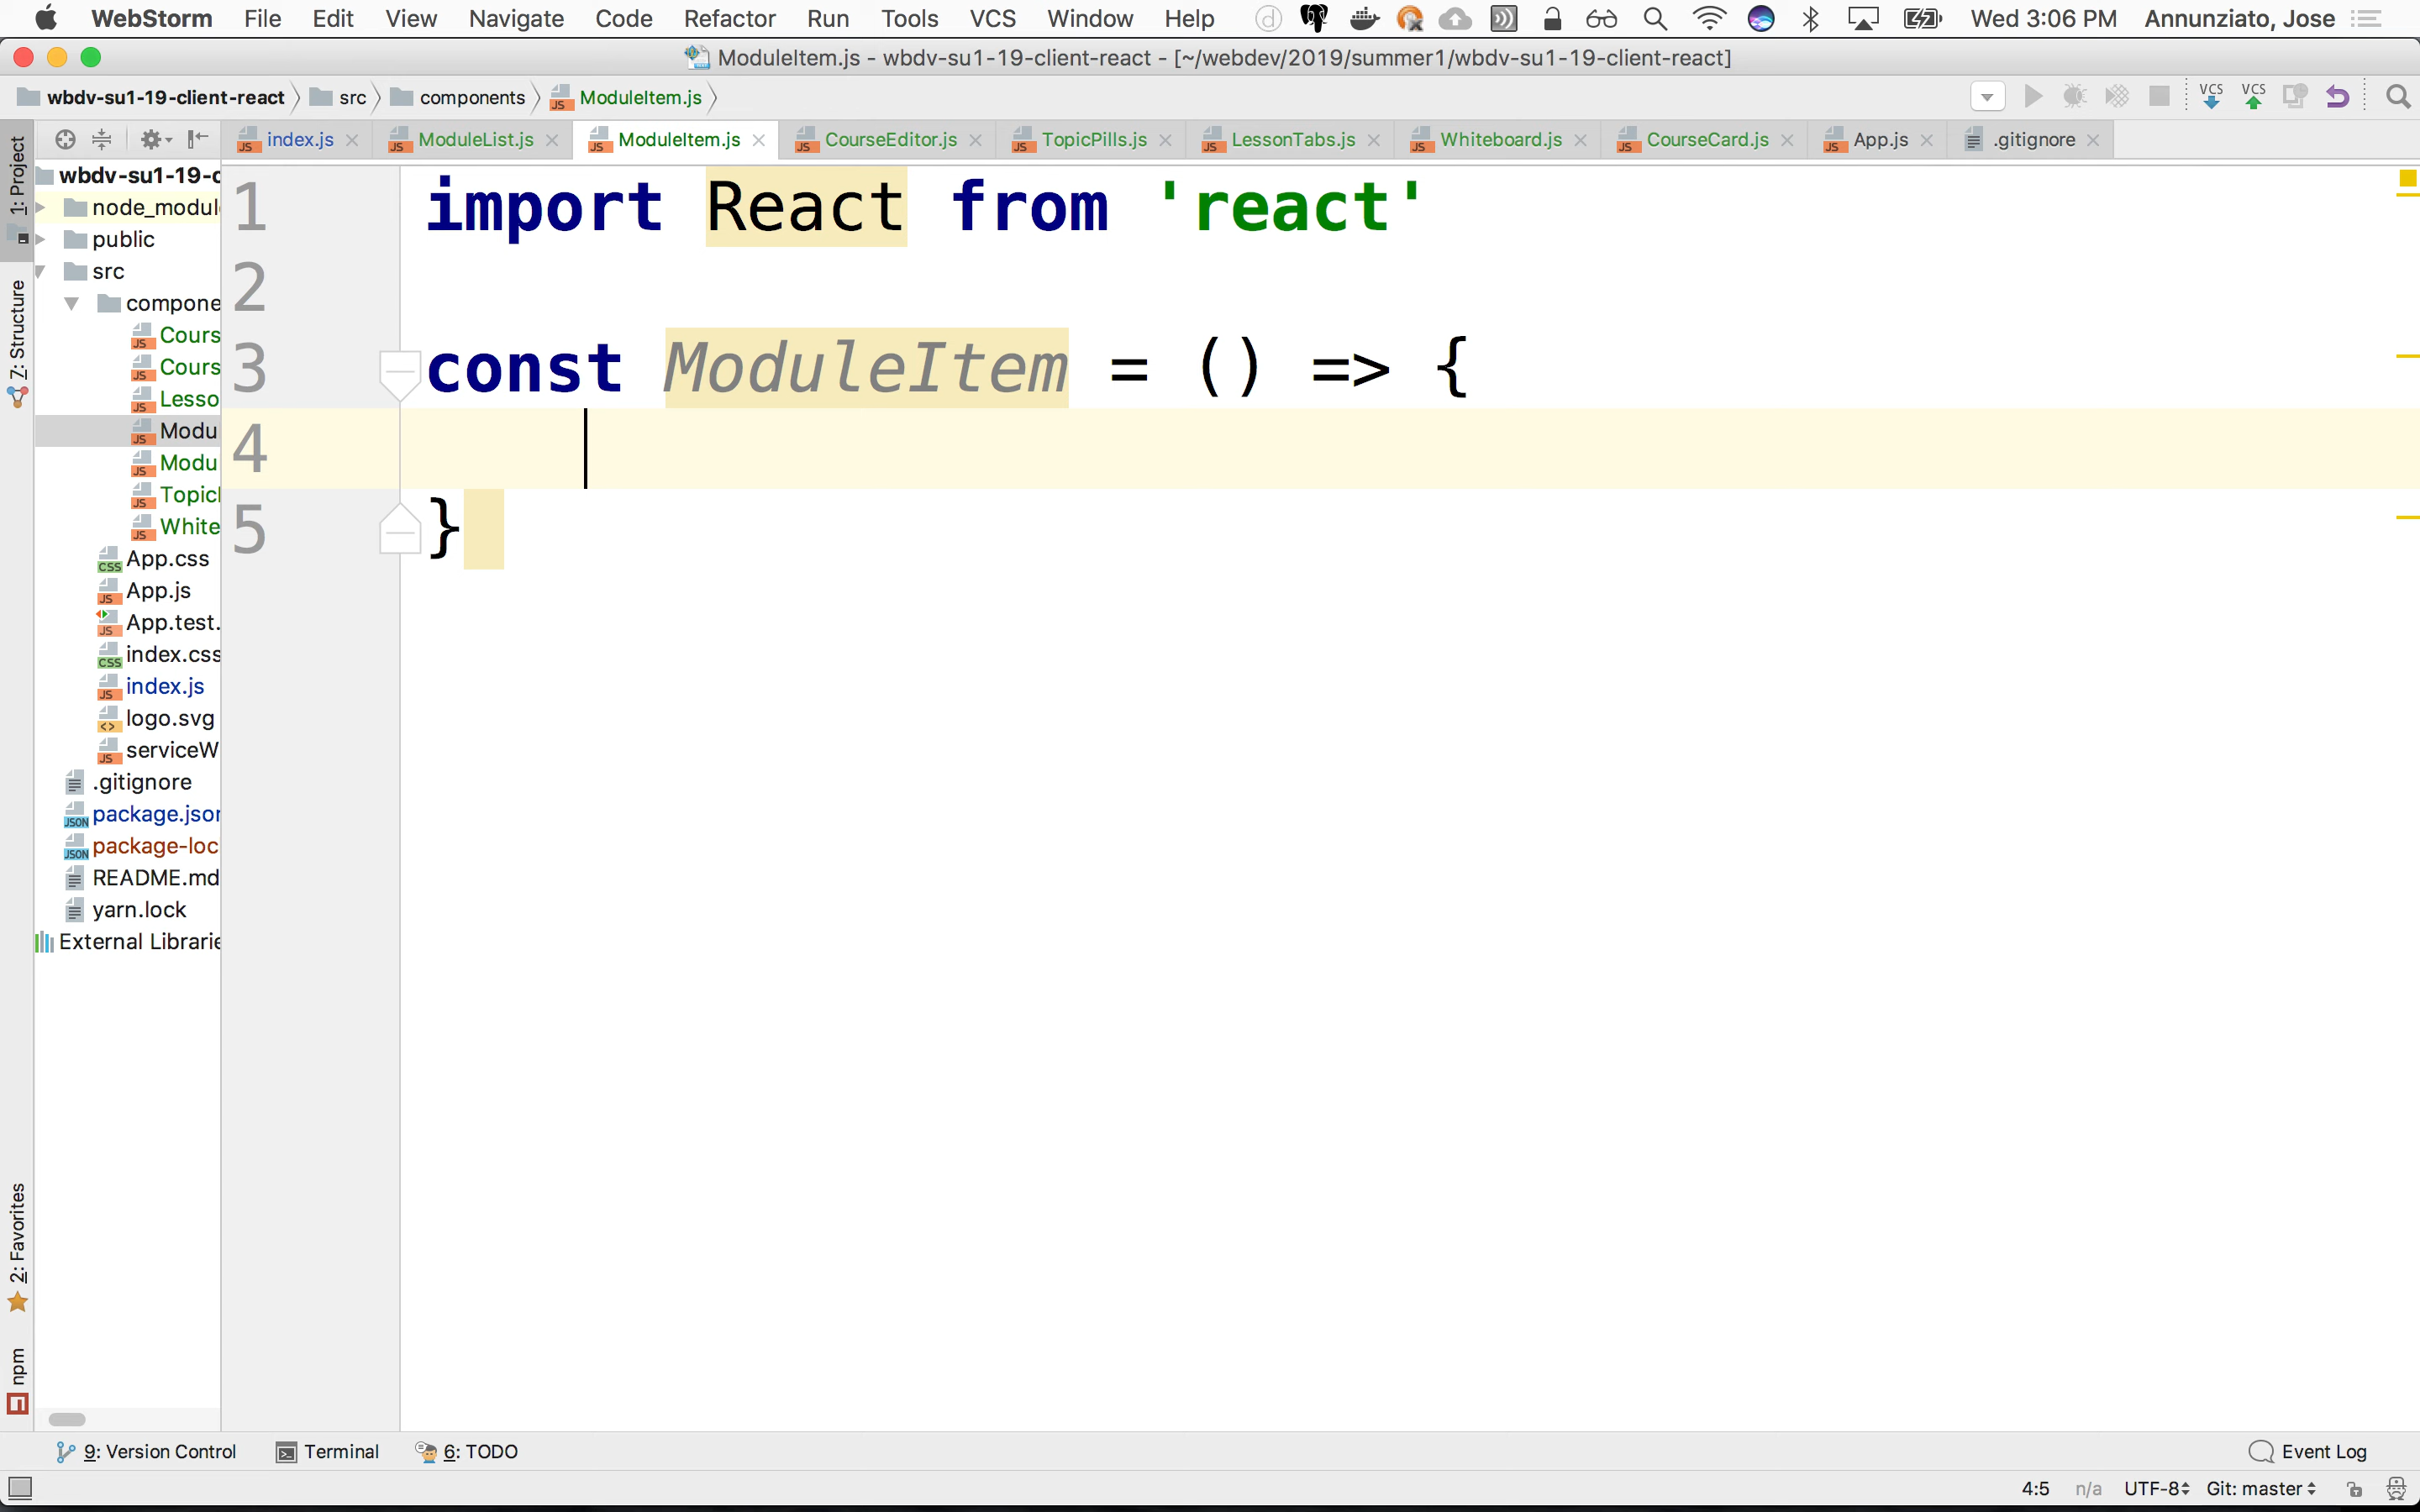 WebStorm File Edit View Navigate Code Refactor Run Tools VCS Window Help Wed 3:06 PM Annunziato, Jose
ModuleItem.js - wbdv-su1-19-client-react - [~/webdev/2019/summer1/wbdv-su1-19-client-react]
wbdv-su1-19-client-react src components ModuleItem.js VCS VCS
index.js ModuleList.js ModuleItem.js CourseEditor.js TopicPills.js LessonTabs.js Whiteboard.js CourseCard.js App.js .gitignore
1: Project
7: Structure
2: Favorites
npm
wbdv-su1-19-c
node_modul
public
src
compone
Cours
Cours
Lesso
Modu
Modu
Topic
White
App.css
App.js
App.test.
index.css
index.js
logo.svg
serviceW
.gitignore
package.jsor
package-loc
README.md
yarn.lock
External Librarie
1 import React from 'react'
2
3 const ModuleItem = () => {
4
5 }
9: Version Control Terminal 6: TODO Event Log
4:5 n/a UTF-8 Git: master